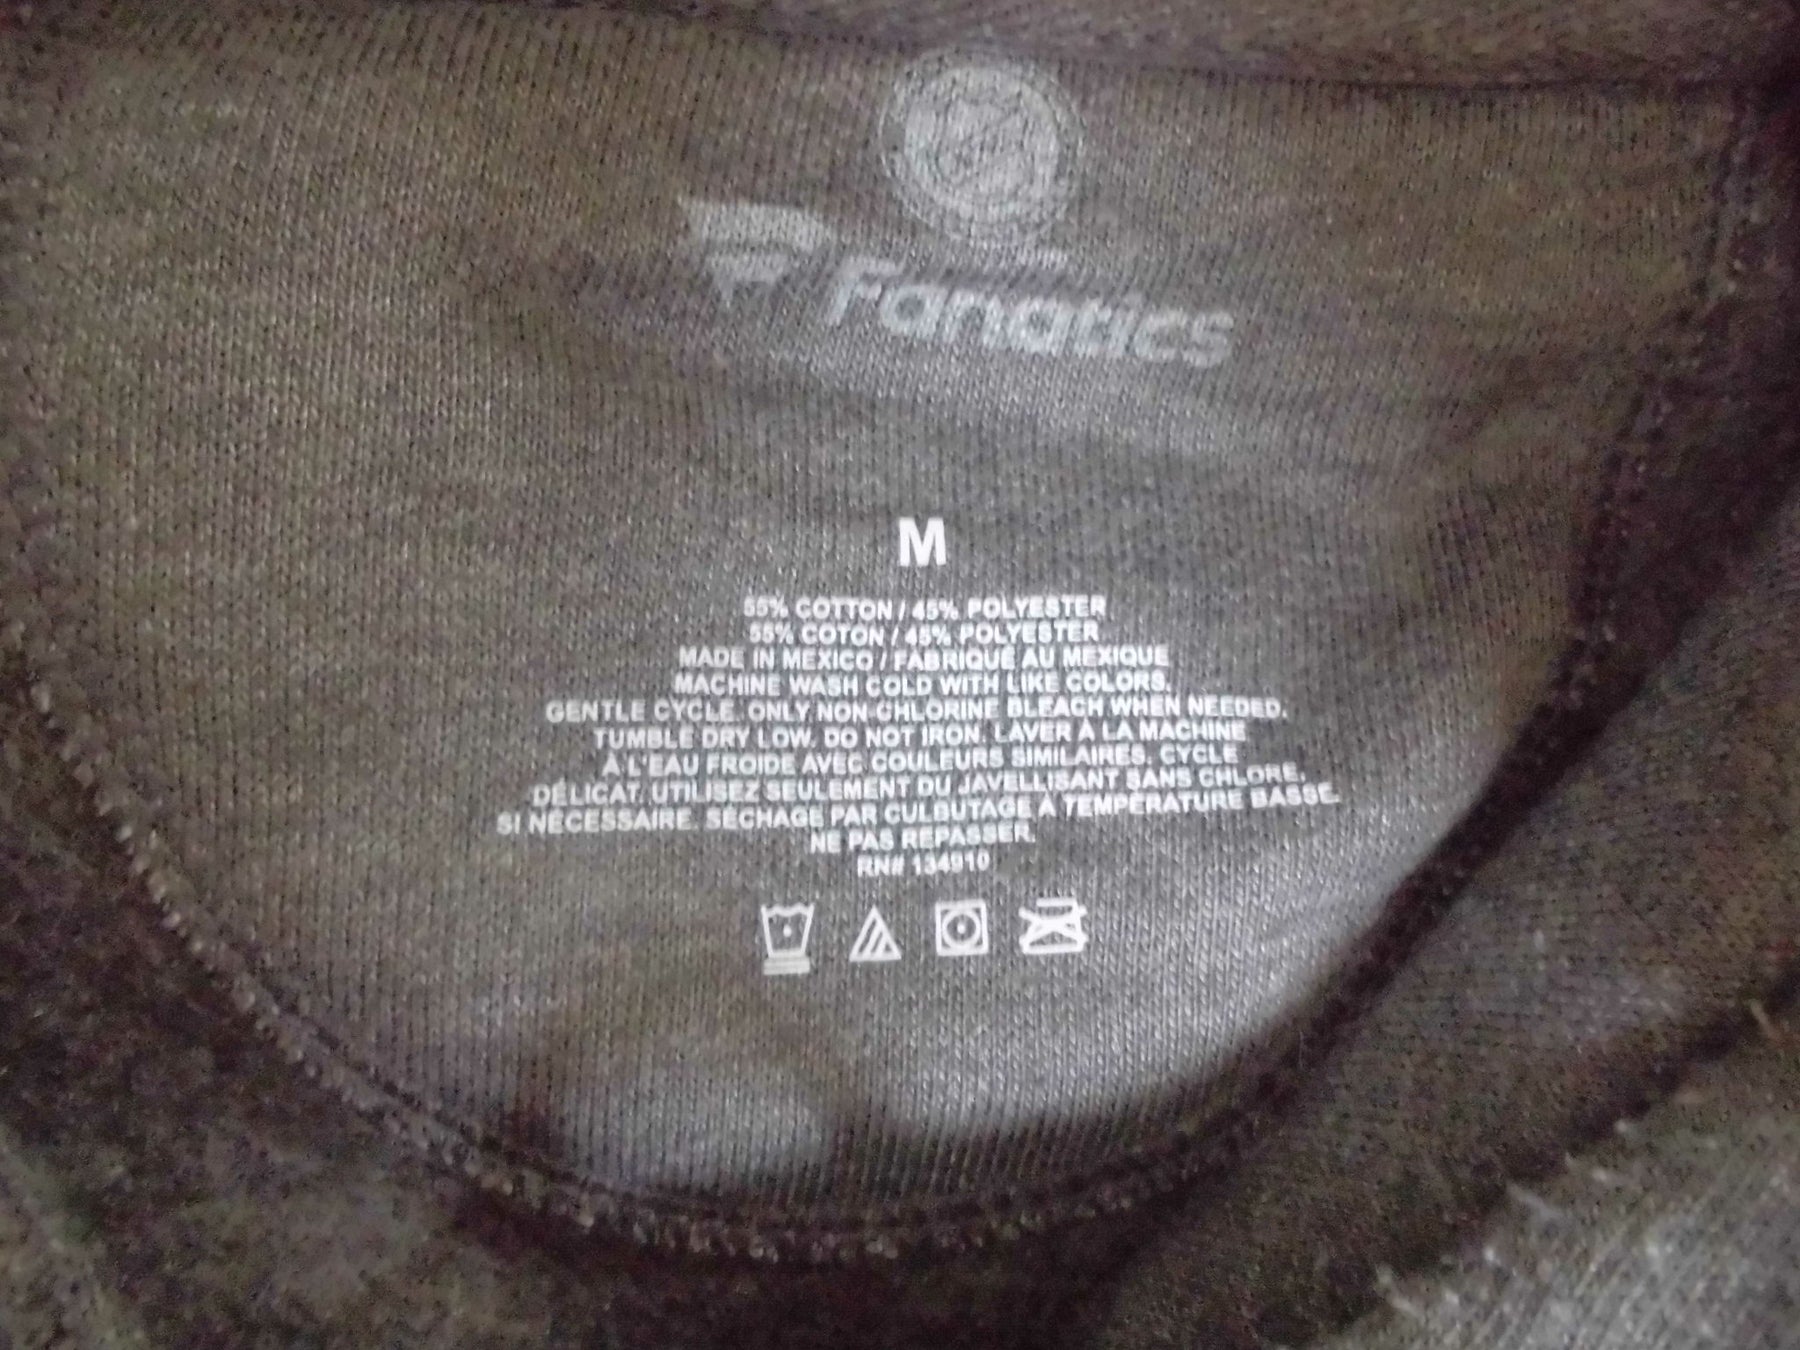 Fanatics
M
55% COTTON / 45% POLYESTER
55% COTON / 45% POLYESTER
MADE IN MEXICO / FABRIQUÉ AU MEXIQUE
MACHINE WASH COLD WITH LIKE COLORS.
GENTLE CYCLE. ONLY NON-CHLORINE BLEACH WHEN NEEDED.
TUMBLE DRY LOW. DO NOT IRON. LAVER À LA MACHINE
À L'EAU FROIDE AVEC COULEURS SIMILAIRES. CYCLE
DÉLICAT. UTILISEZ SEULEMENT DU JAVELLISANT SANS CHLORE,
SI NÉCESSAIRE. SÉCHAGE PAR CULBUTAGE À TEMPÉRATURE BASSE.
NE PAS REPASSER.
RN# 134910